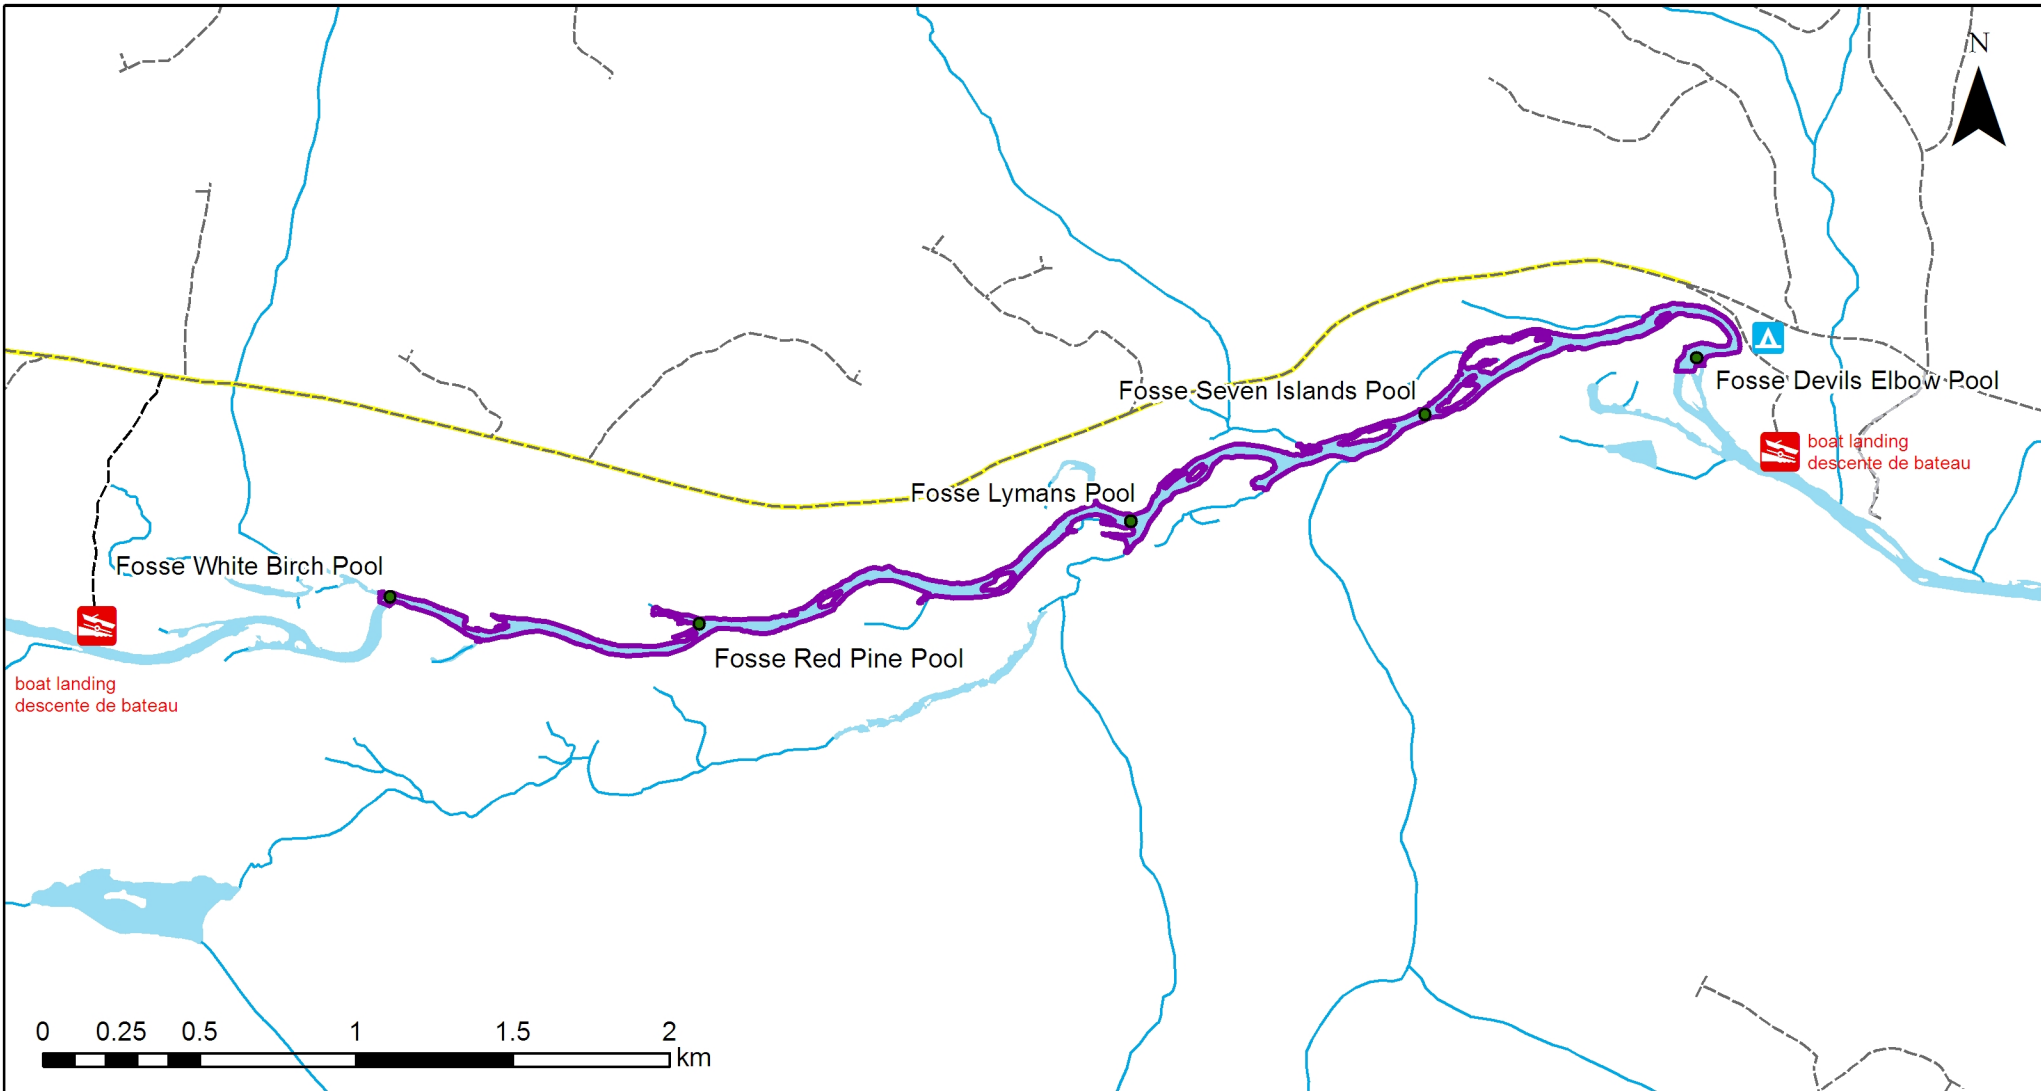 N
Fosse Seven Islands Pool
Fosse Devils Elbow Pool
boat landing
descente de bateau
Fosse Lymans Pool
Fosse White Birch Pool
Fosse Red Pine Pool
boat landing
descente de bateau
0 0.25 0.5 1 1.5 2
km